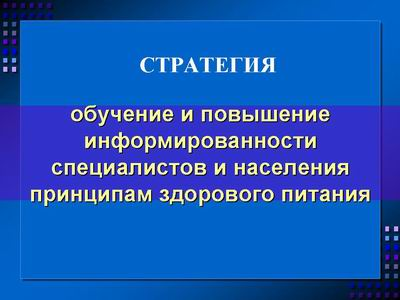 СТРАТЕГИЯ
обучение и повышение
информированности
специалистов и населения
принципам здорового питания